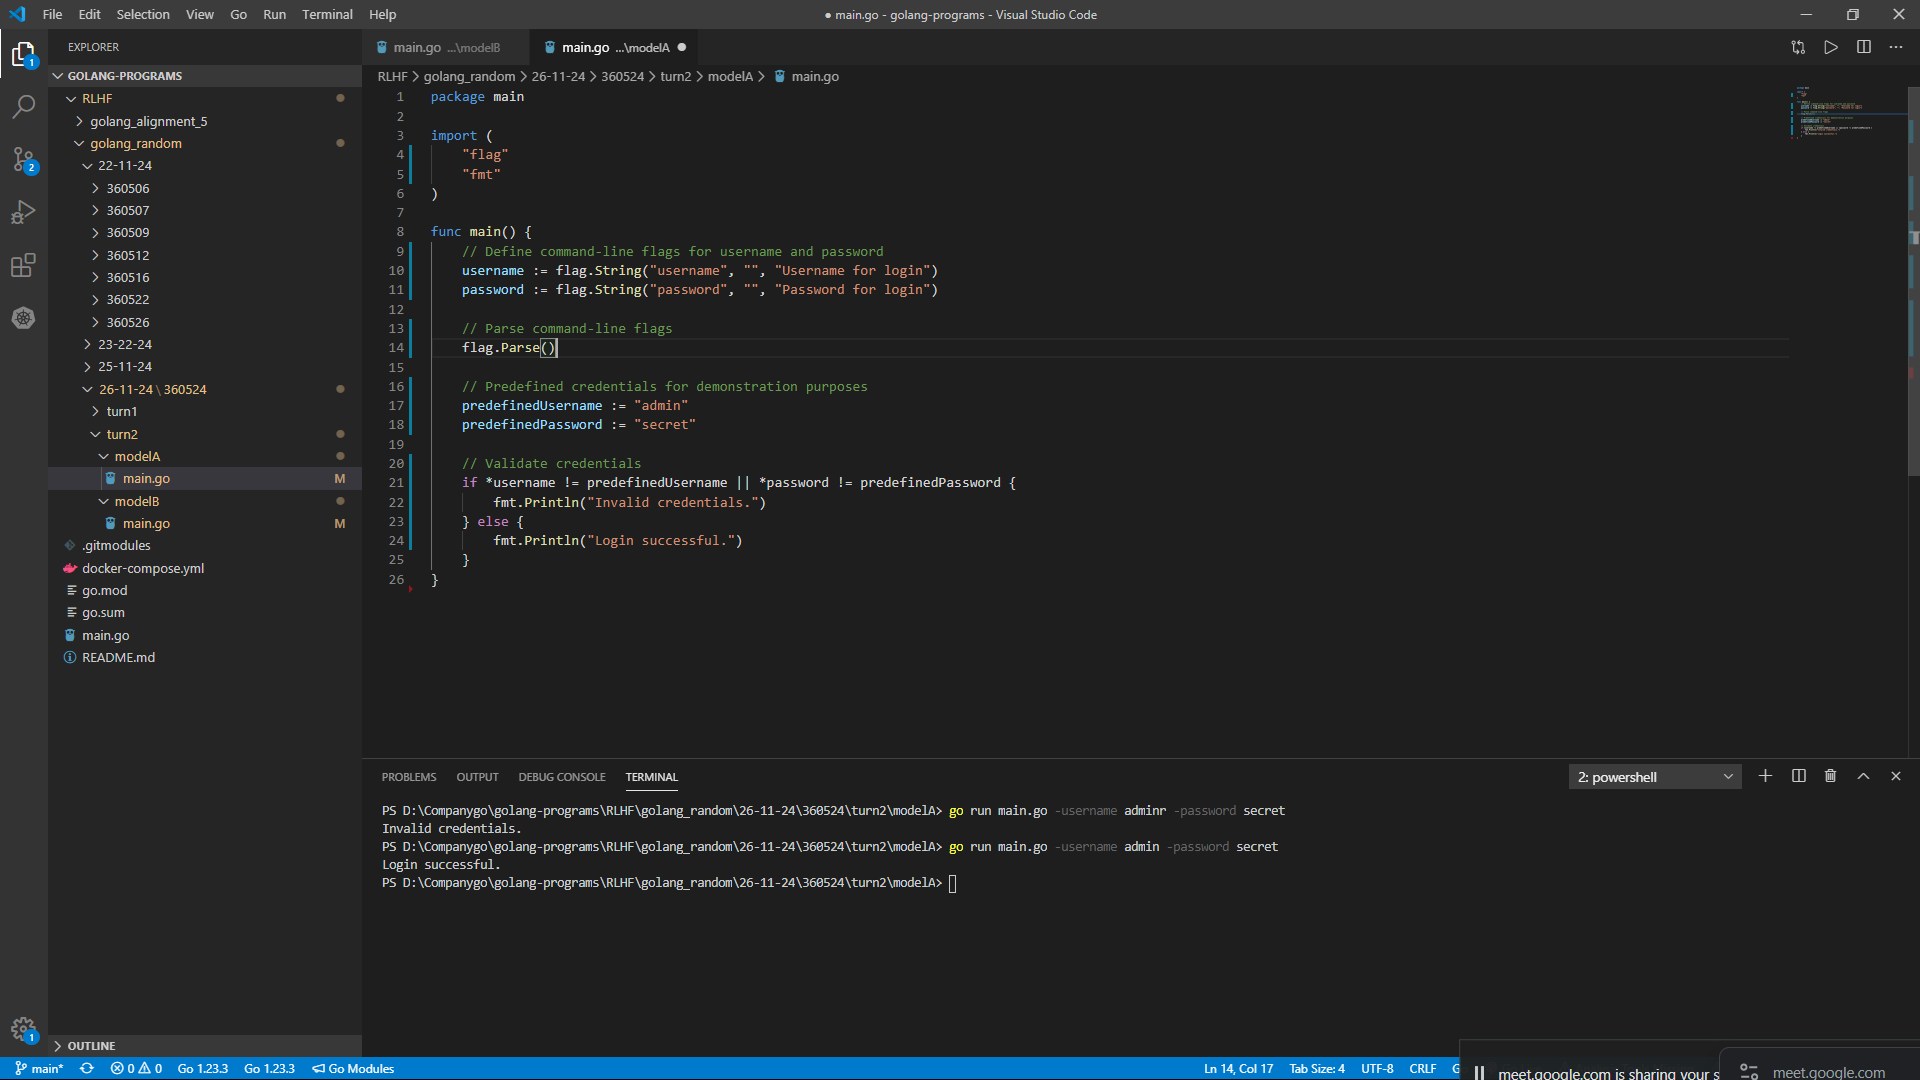 File Edit Selection View Go Run Terminal Help
● main.go - golang-programs - Visual Studio Code
EXPLORER
GOLANG-PROGRAMS
RLHF
golang_alignment_5
golang_random
22-11-24
360506
360507
360509
360512
360516
360522
360526
23-22-24
25-11-24
26-11-24 \ 360524
turn1
turn2
modelA
main.go M
modelB
main.go M
.gitmodules
docker-compose.yml
go.mod
go.sum
main.go
README.md
OUTLINE
1
2
1
main.go ...\modelB
main.go ...\modelA ●
RLHF > golang_random > 26-11-24 > 360524 > turn2 > modelA > main.go
1 package main
2
3 import (
4 "flag"
5 "fmt"
6 )
7
8 func main() {
9 // Define command-line flags for username and password
10 username := flag.String("username", "", "Username for login")
11 password := flag.String("password", "", "Password for login")
12
13 // Parse command-line flags
14 flag.Parse()
15
16 // Predefined credentials for demonstration purposes
17 predefinedUsername := "admin"
18 predefinedPassword := "secret"
19
20 // Validate credentials
21 if *username != predefinedUsername || *password != predefinedPassword {
22 fmt.Println("Invalid credentials.")
23 } else {
24 fmt.Println("Login successful.")
25 }
26 }
PROBLEMS OUTPUT DEBUG CONSOLE TERMINAL
2: powershell
PS D:\Companygo\golang-programs\RLHF\golang_random\26-11-24\360524\turn2\modelA> go run main.go -username adminr -password secret
Invalid credentials.
PS D:\Companygo\golang-programs\RLHF\golang_random\26-11-24\360524\turn2\modelA> go run main.go -username admin -password secret
Login successful.
PS D:\Companygo\golang-programs\RLHF\golang_random\26-11-24\360524\turn2\modelA>
main* 0 0 Go 1.23.3 Go 1.23.3 Go Modules
Ln 14, Col 17 Tab Size: 4 UTF-8 CRLF
meet.google.com is sharing your s
meet.google.com